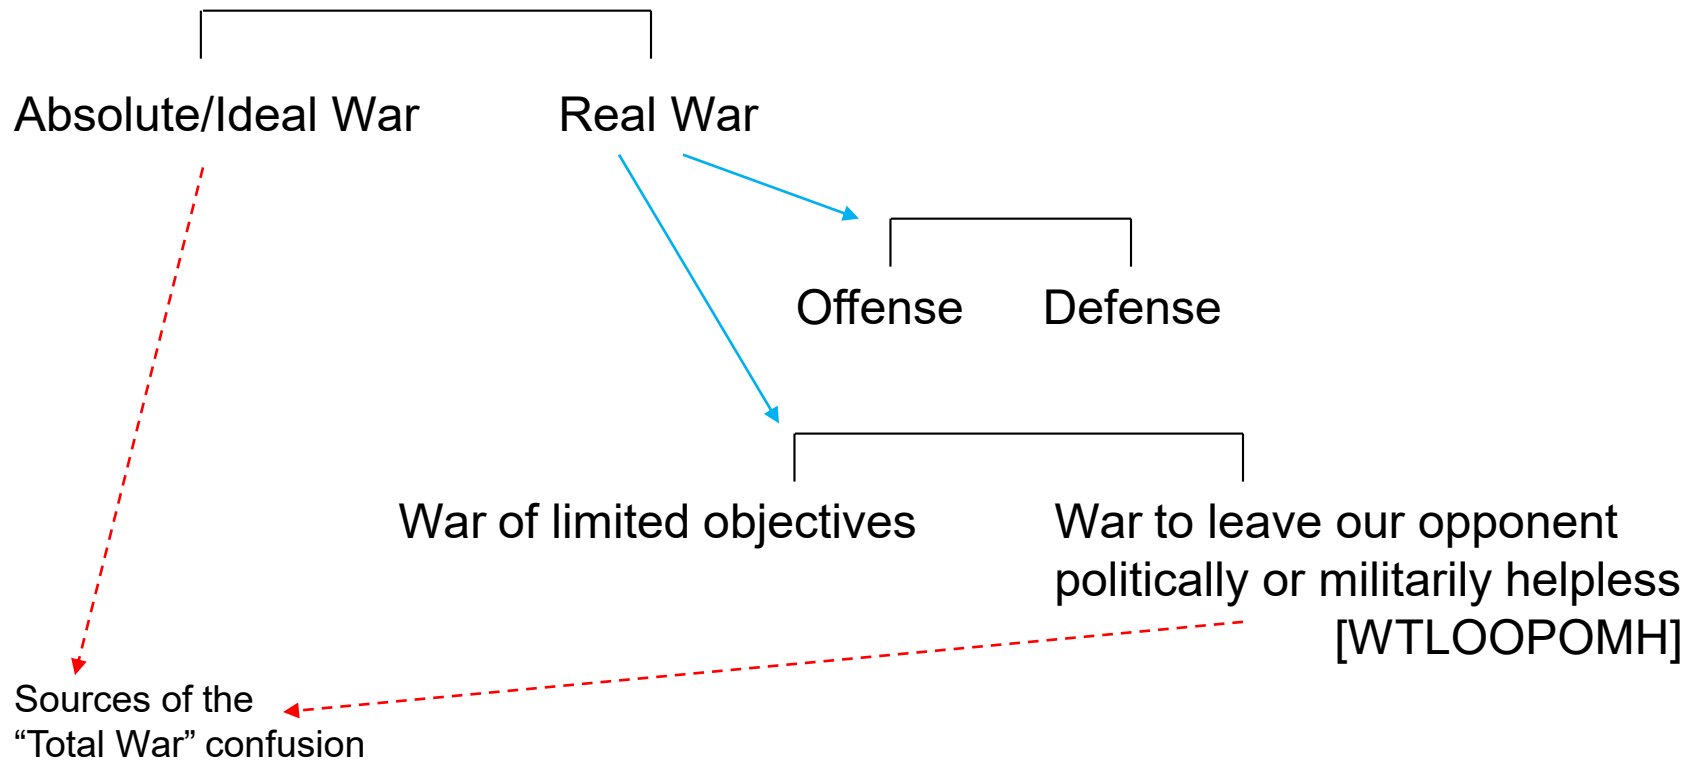 Absolute/Ideal War
Real War
Offense
Defense
War of limited objectives
War to leave our opponent
politically or militarily helpless
[WTLOOPOMH]
Sources of the
“Total War” confusion